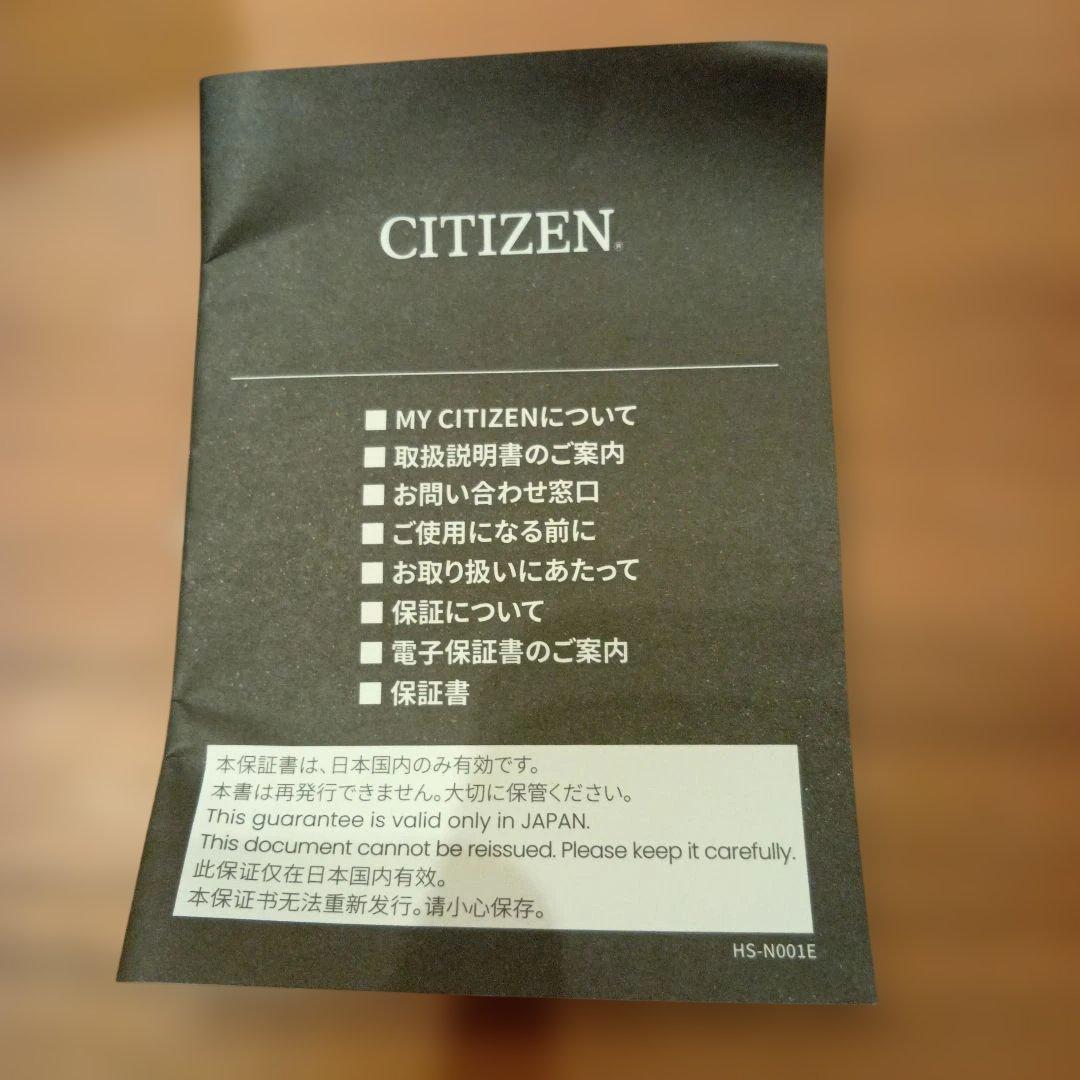 CITIZEN®
■ MY CITIZENについて
■ 取扱説明書のご案内
■ お問い合わせ窓口
■ ご使用になる前に
■ お取り扱いにあたって
■ 保証について
■ 電子保証書のご案内
■ 保証書
本保証書は、日本国内のみ有効です。
本書は再発行できません。大切に保管ください。
This guarantee is valid only in JAPAN.
This document cannot be reissued. Please keep it carefully.
此保证仅在日本国内有效。
本保证书无法重新发行。请小心保存。
HS-N001E